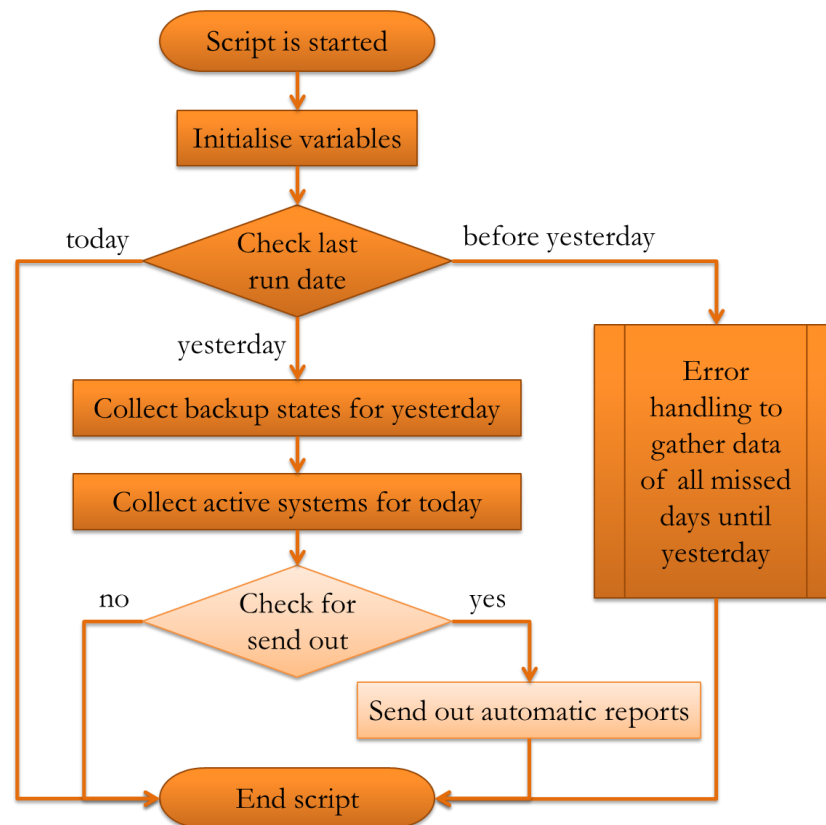 Script is started
Initialise variables
today
Check last
run date
before yesterday
yesterday
Collect backup states for yesterday
Collect active systems for today
Error
handling to
gather data
of all missed
days until
yesterday
no
Check for
send out
yes
Send out automatic reports
End script